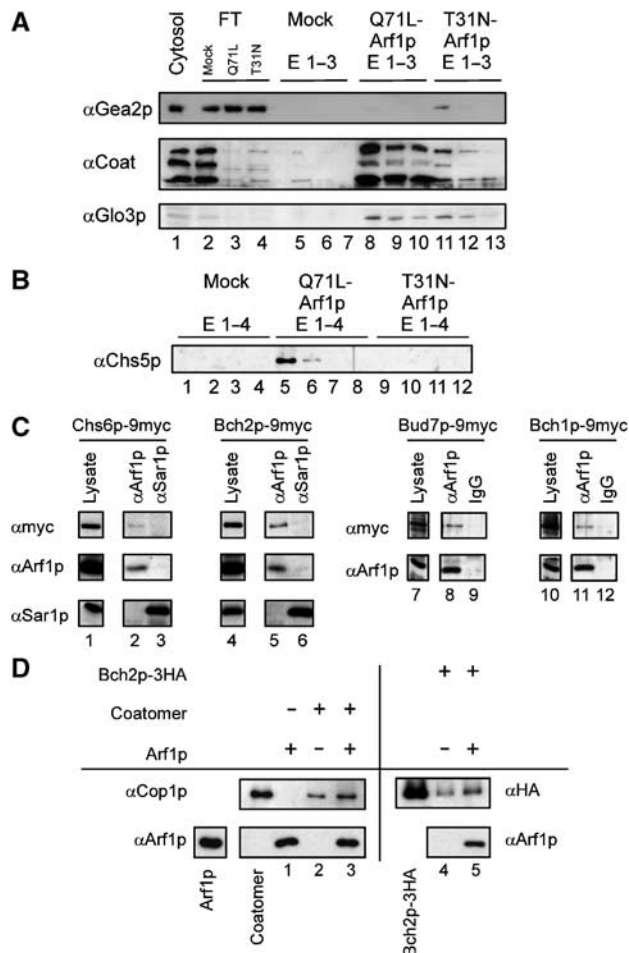 A
Cytosol
FT
Mock
Q71L
T31N
Mock
E 1–3
Q71L-
Arf1p
E 1–3
T31N-
Arf1p
E 1–3
αGea2p
αCoat
αGlo3p
1 2 3 4 5 6 7 8 9 10 11 12 13
B
Mock
E 1–4
Q71L-
Arf1p
E 1–4
T31N-
Arf1p
E 1–4
αChs5p
1 2 3 4 5 6 7 8 9 10 11 12
C
Chs6p-9myc Bch2p-9myc Bud7p-9myc Bch1p-9myc
Lysate αArf1p αSar1p Lysate αArf1p αSar1p Lysate αArf1p IgG Lysate αArf1p IgG
αmyc αmyc
αArf1p αArf1p
αSar1p
7 8 9 10 11 12
1 2 3 4 5 6
D
Bch2p-3HA + +
Coatomer – + +
Arf1p + – + – +
αCop1p αHA
αArf1p αArf1p
Arf1p Coatomer 1 2 3 Bch2p-3HA 4 5